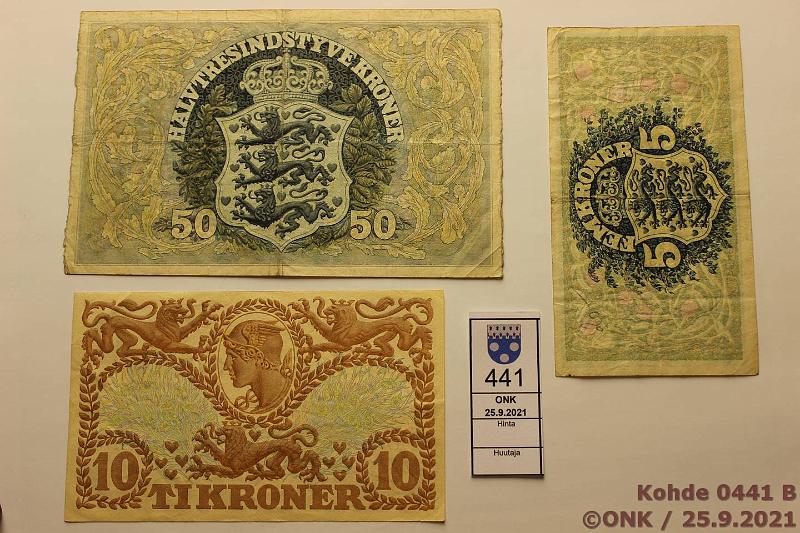 HALVTRESINDSTYVE KRONER
50 50
FEM KRONER
5 5
10 10
TI KRONER
441
ONK
25.9.2021
Hinta
Huutaja
Kohde 0441 B
©ONK / 25.9.2021